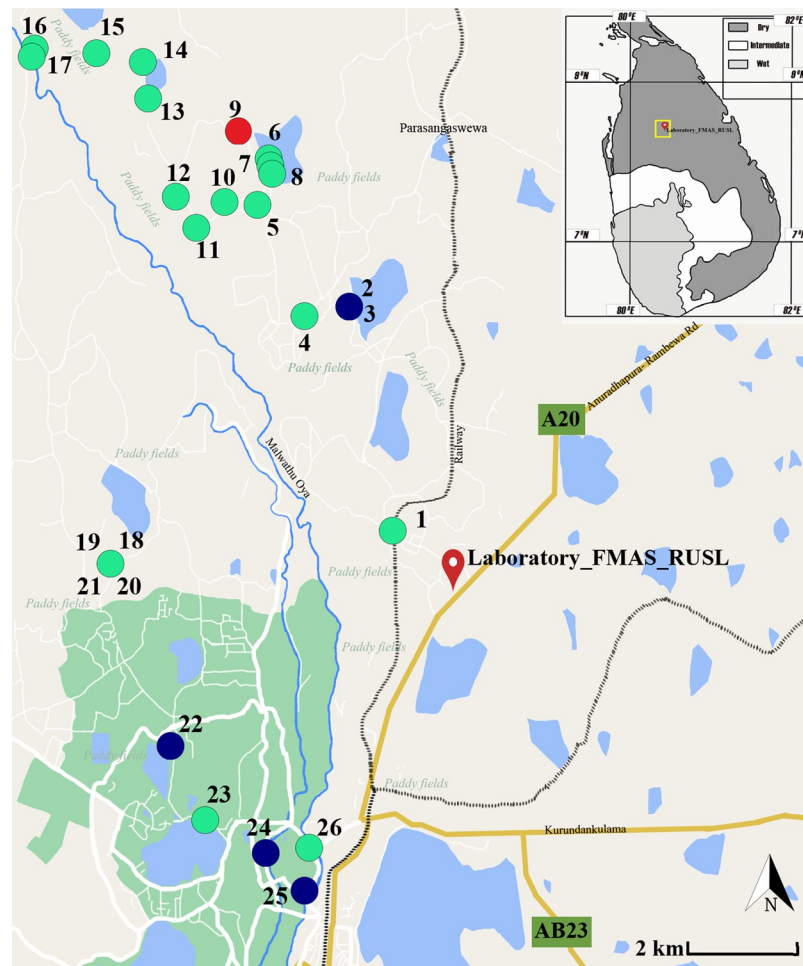 16
15
14
17
Paddy fields
13
9
6
7
8
Paddy fields
Parasangaswewa
12
10
5
11
Paddy fields
80 °E
82 °E
Dry
Intermediate
Wet
9 °N
9 °N
Laboratory_FMAS_RUSL
7 °N
7 °N
80 °E
82 °E
2
3
4
Paddy fields
Paddy fields
Anuradhapura- Rambewa Rd
A20
Railway
Malwathu Oya
Paddy fields
1
19
18
21
20
Laboratory_FMAS_RUSL
Paddy fields
Paddy fields
Paddy fields
22
Paddy fields
Paddy fields
23
24
26
25
Kurundankulama
AB23
N
2 km